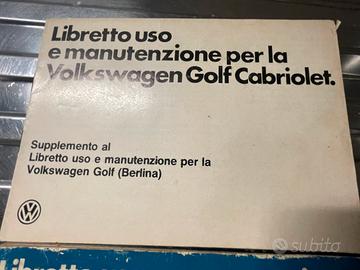 Libretto uso
e manutenzione per la
Volkswagen Golf Cabriolet.
Supplemento al
Libretto uso e manutenzione per la
Volkswagen Golf (Berlina)
subito
Libretto